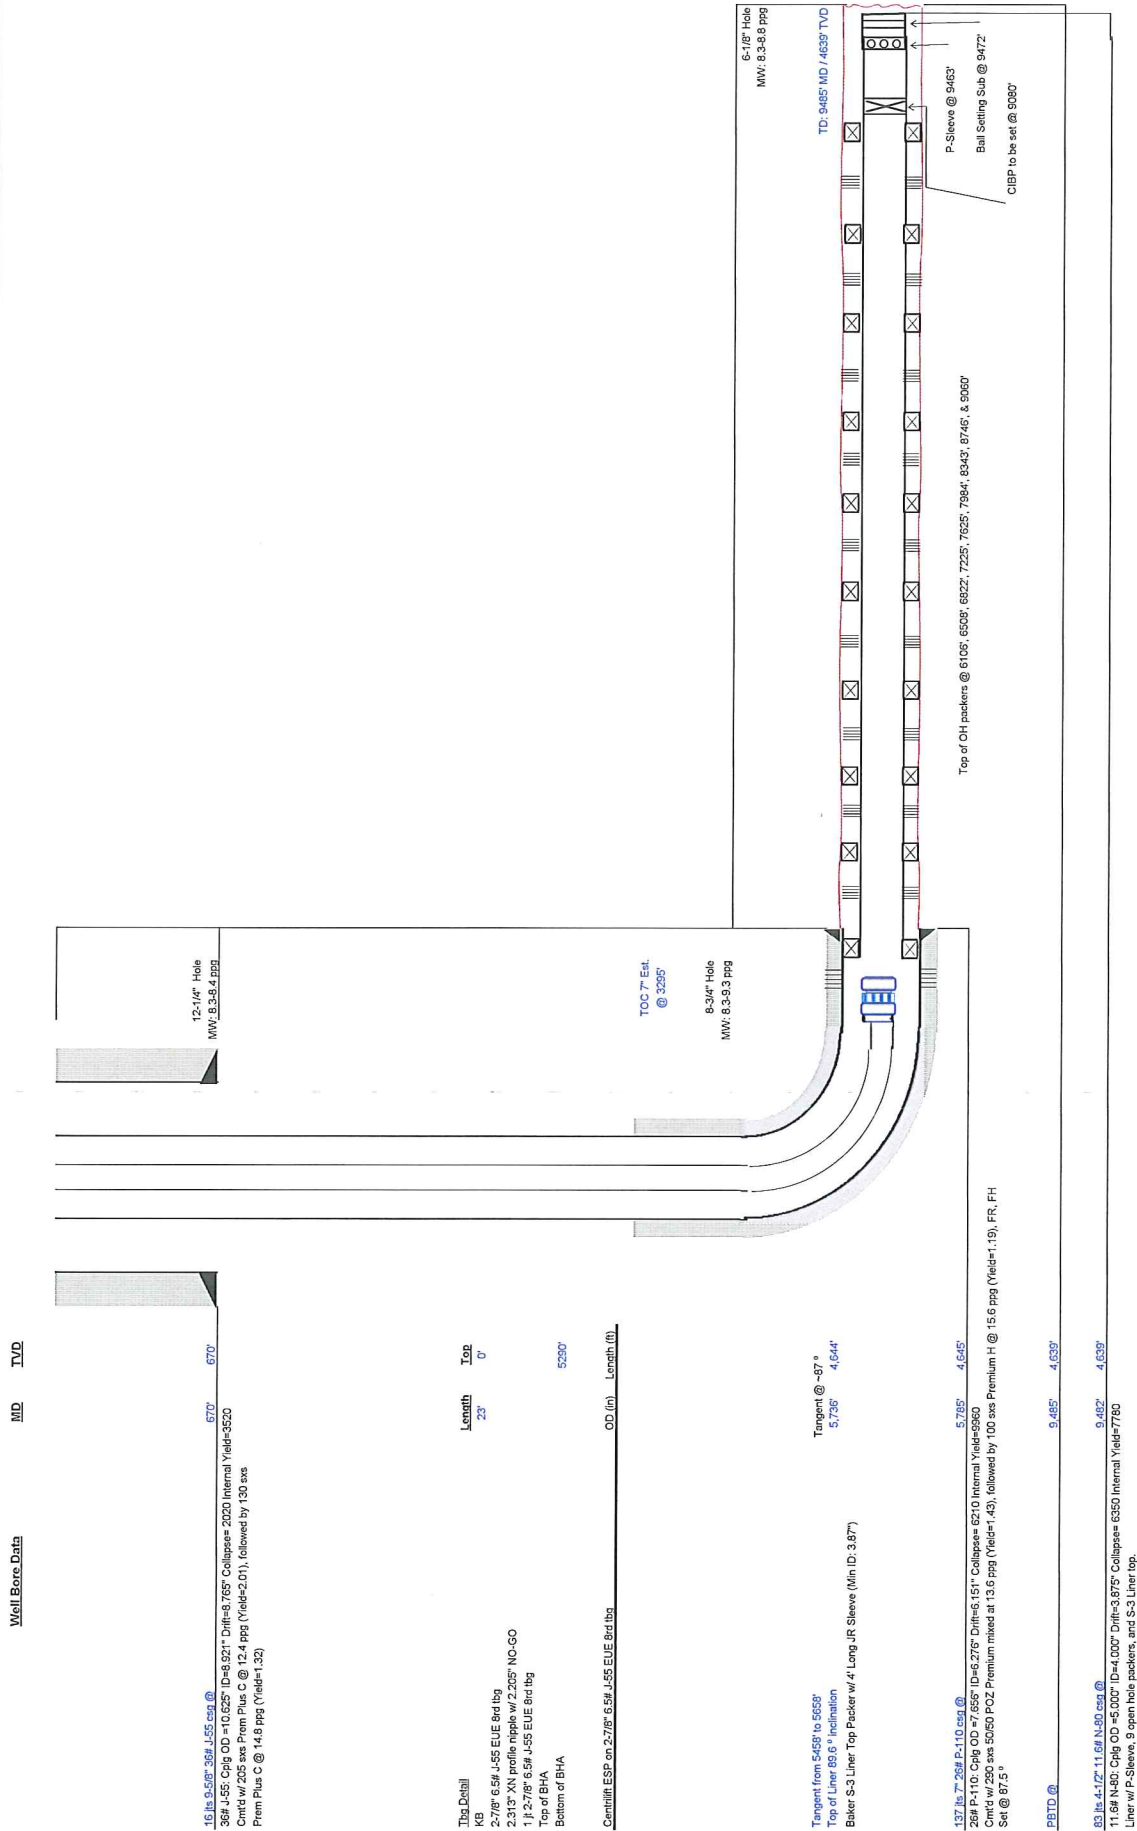 Well Bore Data
MD
TVD
16 jts 9-5/8" 36# J-55 csg @
670'
670'
36# J-55: Cplg OD =10.625" ID=8.921" Drift=8.765" Collapse= 2020 Internal Yield=3520
Cmt'd w/ 205 sxs Prem Plus C @ 12.4 ppg (Yield=2.01), followed by 130 sxs
Prem Plus C @ 14.8 ppg (Yield=1.32)
12-1/4" Hole
MW: 8.3-8.4 ppg
Tbg Detail
Length
Top
KB
23'
0'
2-7/8" 6.5# J-55 EUE 8rd tbg
2.313" XN profile nipple w/ 2.205" NO-GO
1 jt 2-7/8" 6.5# J-55 EUE 8rd tbg
Top of BHA
Bottom of BHA
5290'
Centrilift ESP on 2-7/8" 6.5# J-55 EUE 8rd tbg
OD (in)
Length (ft)
TOC 7" Est.
@ 3295'
8-3/4" Hole
MW: 8.3-9.3 ppg
6-1/8" Hole
MW: 8.3-8.8 ppg
TD: 9485' MD / 4639' TVD
Tangent from 5458' to 5658'
Tangent @ ~87 º
Top of Liner 89.6 º inclination
5,736'
4,644'
Baker S-3 Liner Top Packer w/ 4' Long JR Sleeve (Min ID: 3.87")
P-Sleeve @ 9463'
Ball Setting Sub @ 9472'
CIBP to be set @ 9080'
Top of OH packers @ 6106', 6508', 6822', 7225', 7625', 7984', 8343', 8746', & 9060'
137 jts 7" 26# P-110 csg @
5,785'
4,645'
26# P-110: Cplg OD =7.656" ID=6.276" Drift=6.151" Collapse= 6210 Internal Yield=9960
Cmt'd w/ 290 sxs 50/50 POZ Premium mixed at 13.6 ppg (Yield=1.43), followed by 100 sxs Premium H @ 15.6 ppg (Yield=1.19), FR, FH
Set @ 87.5 º
PBTD @
9,485'
4,639'
83 jts 4-1/2" 11.6# N-80 csg @
9,482'
4,639'
11.6# N-80: Cplg OD =5.000" ID=4.000" Drift=3.875" Collapse= 6350 Internal Yield=7780
Liner w/ P-Sleeve, 9 open hole packers, and S-3 Liner top.